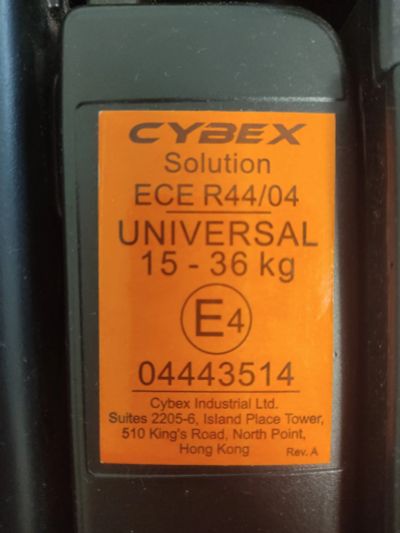 CYBEX
Solution
ECE R44/04
UNIVERSAL
15 - 36 kg
E4
04443514
Cybex Industrial Ltd.
Suites 2205-6, Island Place Tower,
510 King's Road, North Point,
Hong Kong
Rev. A